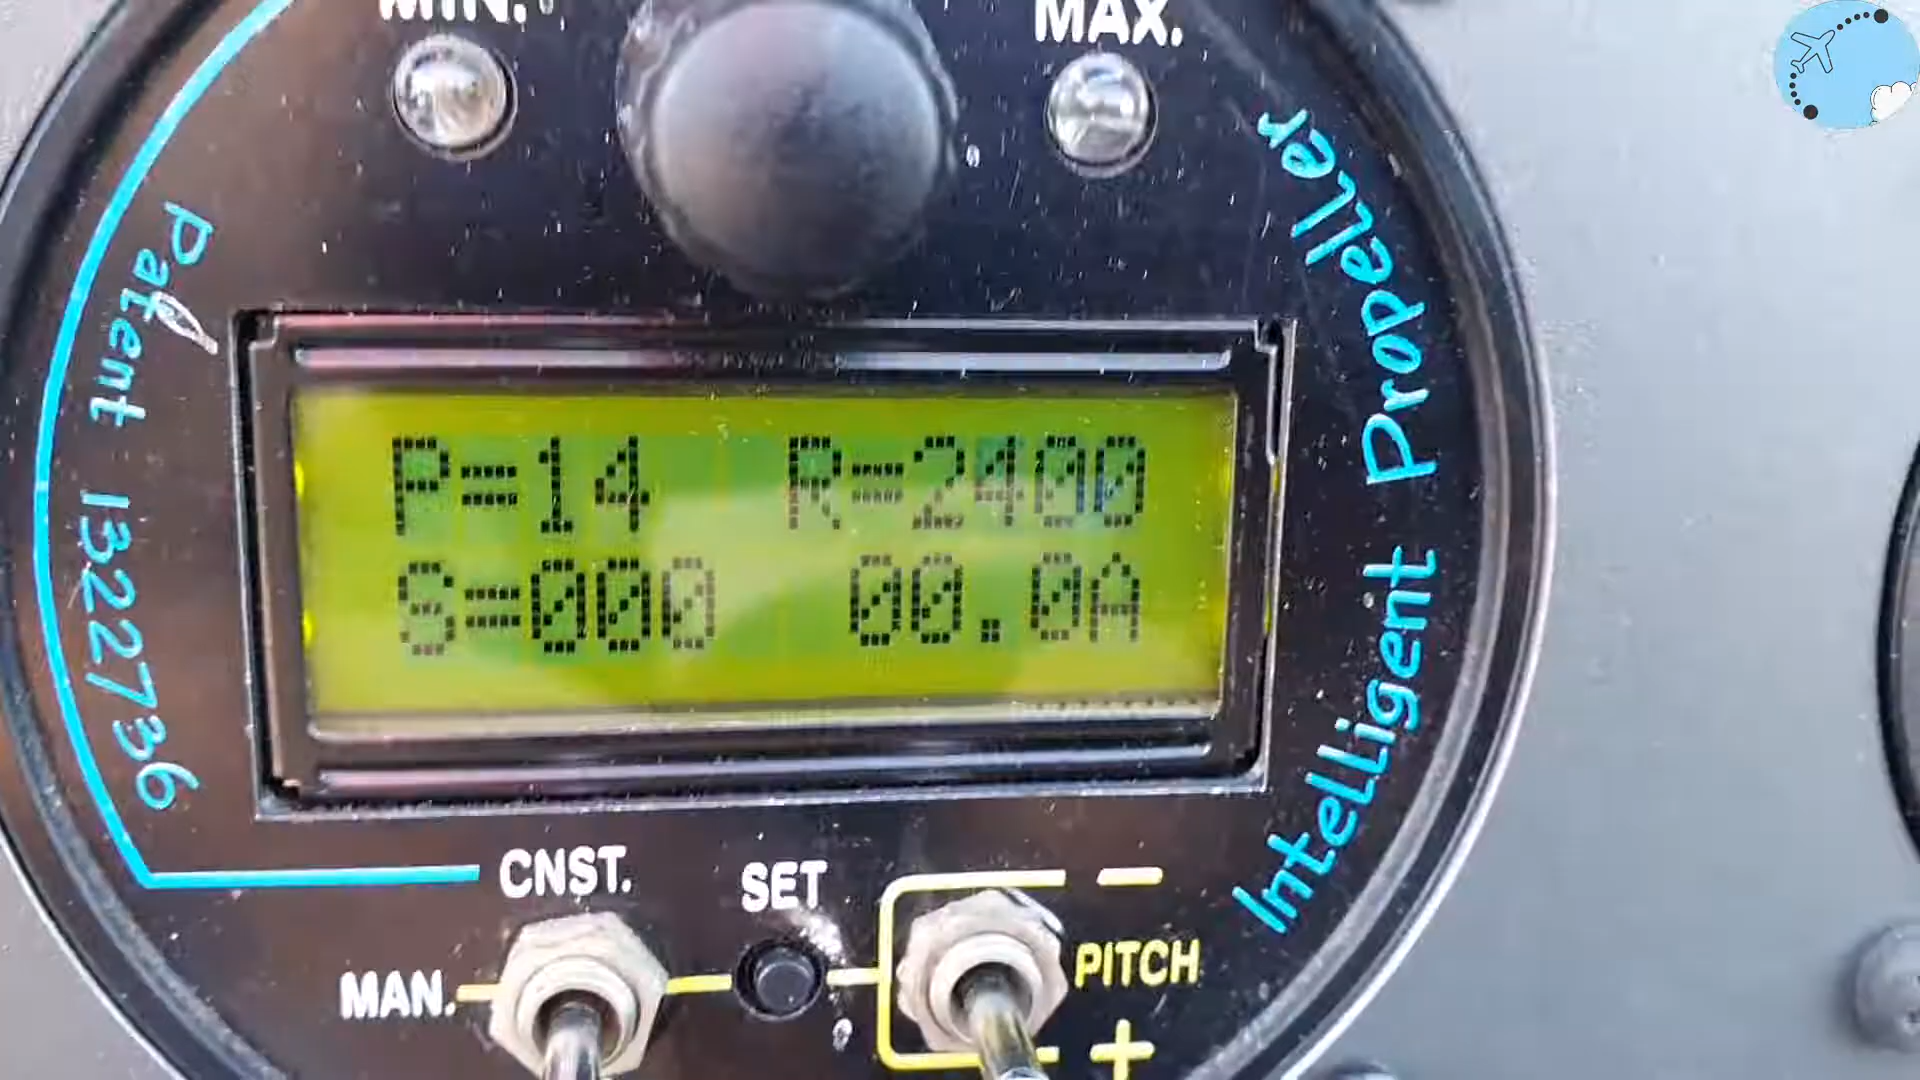 MIN.
MAX.
Intelligent Propeller
Patent 1322736
P=14 R=2400
S=000 00.0A
CNST.
SET
MAN.
PITCH
−
+